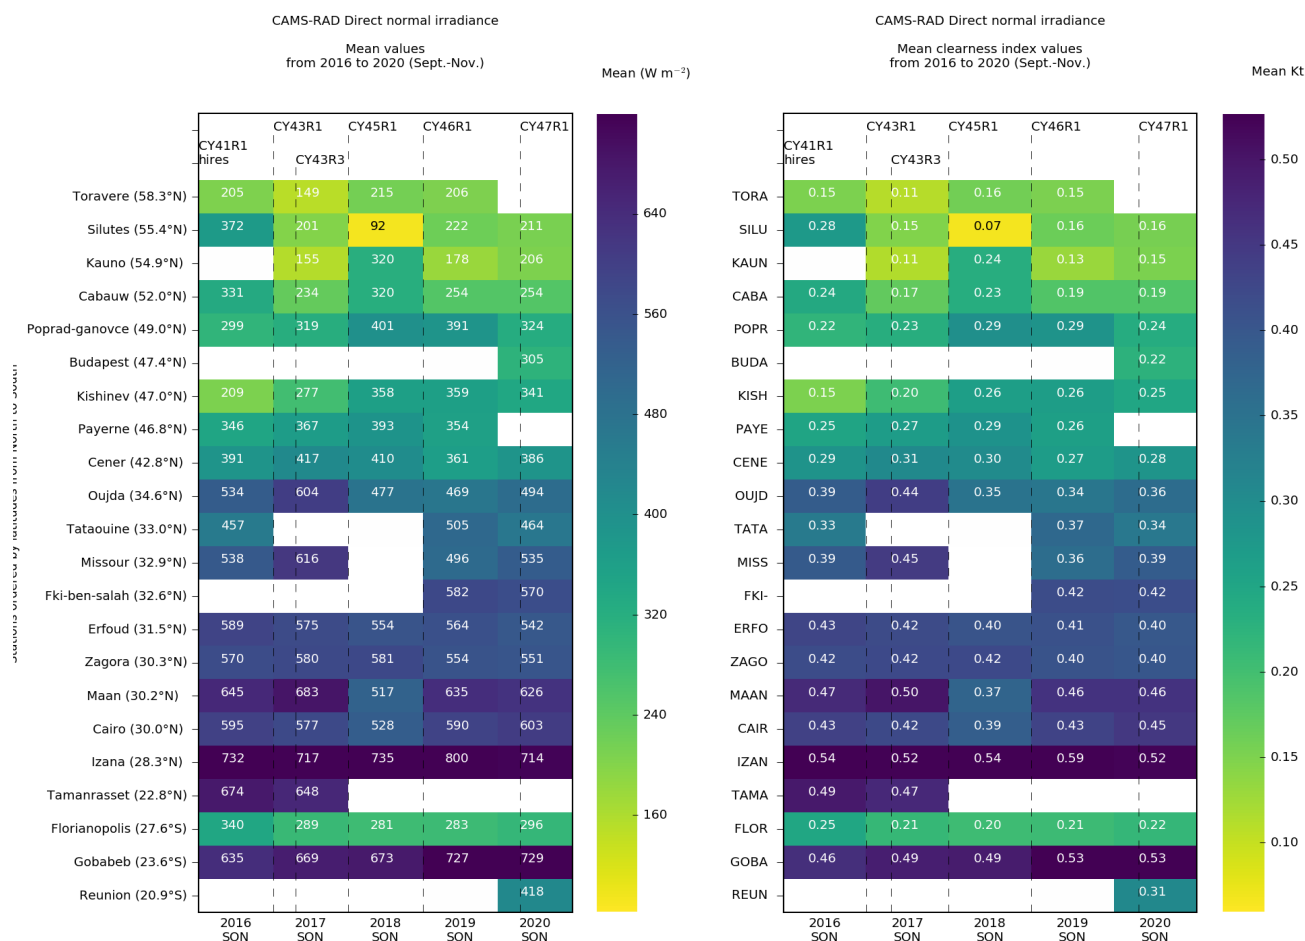 CAMS-RAD Direct normal irradiance
Mean values
from 2016 to 2020 (Sept.-Nov.)
Mean (W m⁻²)
CY43R1 CY45R1 CY46R1 CY47R1
CY41R1
hires CY43R3
Toravere (58.3°N) 205 149 215 206
Silutes (55.4°N) 372 201 92 222 211
Kauno (54.9°N) 155 320 178 206
Cabauw (52.0°N) 331 234 320 254 254
Poprad-ganovce (49.0°N) 299 319 401 391 324
Budapest (47.4°N) 305
Kishinev (47.0°N) 209 277 358 359 341
Payerne (46.8°N) 346 367 393 354
Cener (42.8°N) 391 417 410 361 386
Oujda (34.6°N) 534 604 477 469 494
Tataouine (33.0°N) 457 505 464
Missour (32.9°N) 538 616 496 535
Fki-ben-salah (32.6°N) 582 570
Erfoud (31.5°N) 589 575 554 564 542
Zagora (30.3°N) 570 580 581 554 551
Maan (30.2°N) 645 683 517 635 626
Cairo (30.0°N) 595 577 528 590 603
Izana (28.3°N) 732 717 735 800 714
Tamanrasset (22.8°N) 674 648
Florianopolis (27.6°S) 340 289 281 283 296
Gobabeb (23.6°S) 635 669 673 727 729
Reunion (20.9°S) 418
2016 2017 2018 2019 2020
SON SON SON SON SON
640
560
480
400
320
240
160
Stations ordered by latitudes from North to South
CAMS-RAD Direct normal irradiance
Mean clearness index values
from 2016 to 2020 (Sept.-Nov.)
Mean Kt
CY43R1 CY45R1 CY46R1 CY47R1
CY41R1
hires CY43R3
TORA 0.15 0.11 0.16 0.15
SILU 0.28 0.15 0.07 0.16 0.16
KAUN 0.11 0.24 0.13 0.15
CABA 0.24 0.17 0.23 0.19 0.19
POPR 0.22 0.23 0.29 0.29 0.24
BUDA 0.22
KISH 0.15 0.20 0.26 0.26 0.25
PAYE 0.25 0.27 0.29 0.26
CENE 0.29 0.31 0.30 0.27 0.28
OUJD 0.39 0.44 0.35 0.34 0.36
TATA 0.33 0.37 0.34
MISS 0.39 0.45 0.36 0.39
FKI- 0.42 0.42
ERFO 0.43 0.42 0.40 0.41 0.40
ZAGO 0.42 0.42 0.42 0.40 0.40
MAAN 0.47 0.50 0.37 0.46 0.46
CAIR 0.43 0.42 0.39 0.43 0.45
IZAN 0.54 0.52 0.54 0.59 0.52
TAMA 0.49 0.47
FLOR 0.25 0.21 0.20 0.21 0.22
GOBA 0.46 0.49 0.49 0.53 0.53
REUN 0.31
2016 2017 2018 2019 2020
SON SON SON SON SON
0.50
0.45
0.40
0.35
0.30
0.25
0.20
0.15
0.10